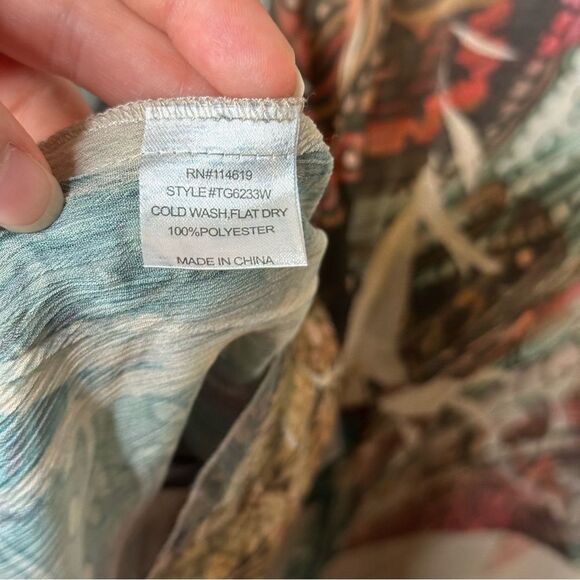 RN#114619
STYLE#TG6233W
COLD WASH,FLAT DRY
100%POLYESTER
MADE IN CHINA